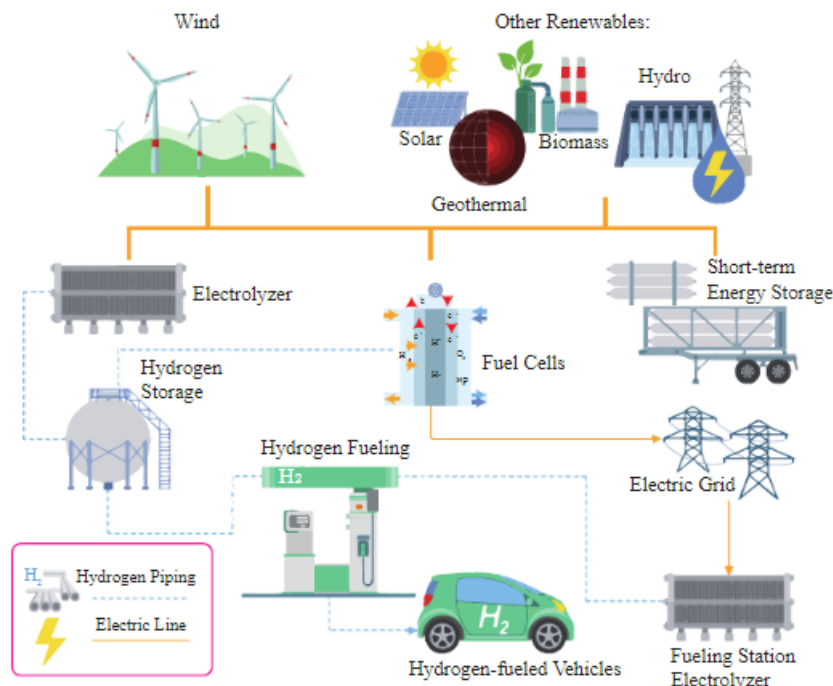 Wind
Other Renewables:
Hydro
Solar
Biomass
Geothermal
Electrolyzer
Short-term
Energy Storage
Fuel Cells
Hydrogen
Storage
Hydrogen Fueling
H2
Electric Grid
Hydrogen Piping
Electric Line
H2
Hydrogen-fueled Vehicles
Fueling Station
Electrolyzer